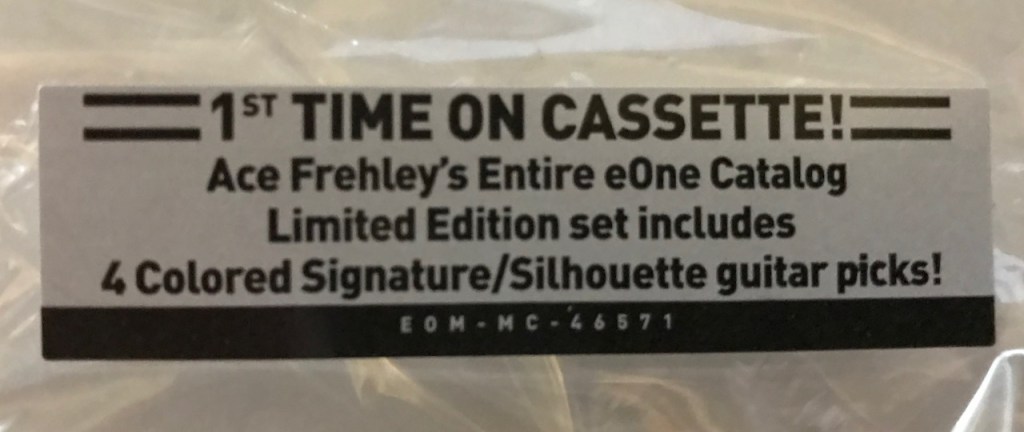 1ST TIME ON CASSETTE!
Ace Frehley's Entire eOne Catalog
Limited Edition set includes
4 Colored Signature/Silhouette guitar picks!
EOM-MC-46571